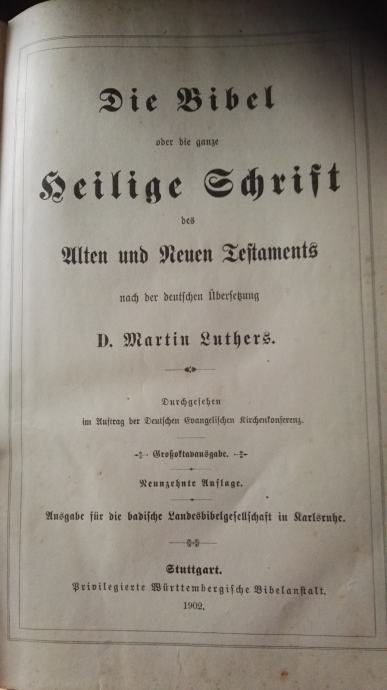 Die Bibel
oder die ganze
Heilige Schrift
des
Alten und Neuen Testaments
nach der deutschen Übersetzung
D. Martin Luthers.
Durchgesehen
im Auftrag der Deutschen Evangelischen Kirchenkonferenz.
Großoktavausgabe.
Neunzehnte Auflage.
Ausgabe für die badische Landesbibelgesellschaft in Karlsruhe.
Stuttgart.
Privilegierte Württembergische Bibelanstalt.
1902.